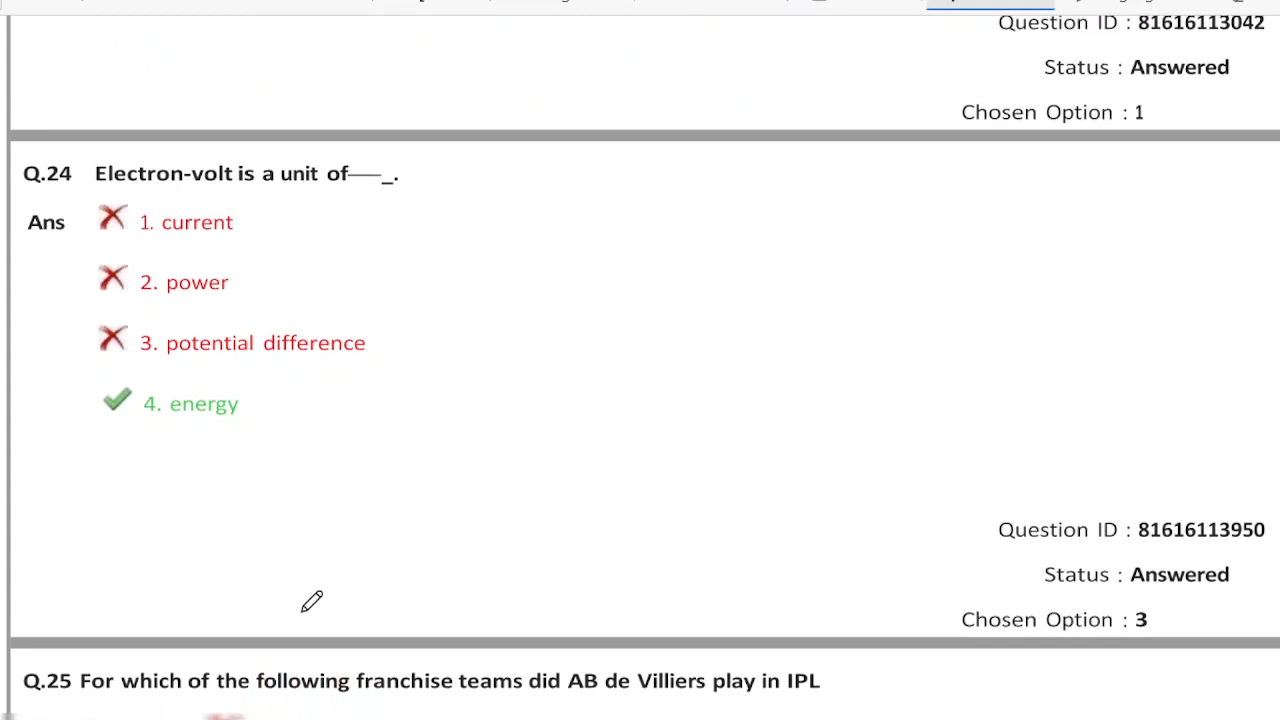 Question ID : 81616113042
Status : Answered
Chosen Option : 1
Q.24 Electron-volt is a unit of——_.
Ans 1. current
2. power
3. potential difference
4. energy
Question ID : 81616113950
Status : Answered
Chosen Option : 3
Q.25 For which of the following franchise teams did AB de Villiers play in IPL